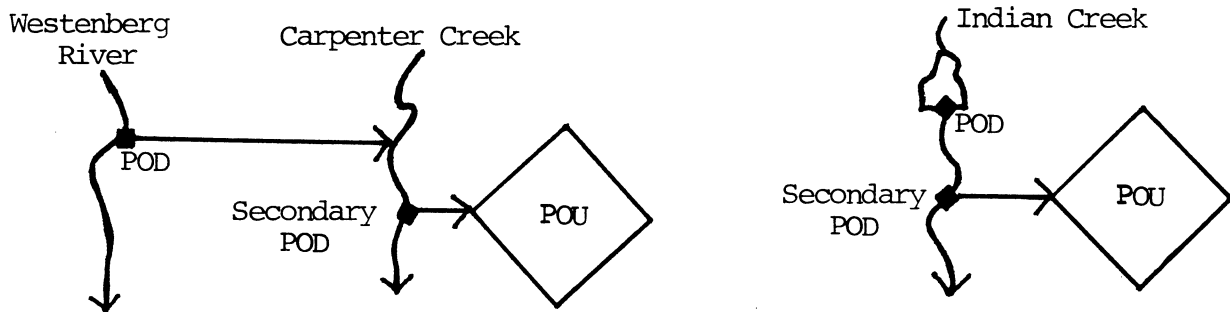 Westenberg
River
Carpenter Creek
POD
Secondary
POD
POU
Indian Creek
POD
Secondary
POD
POU